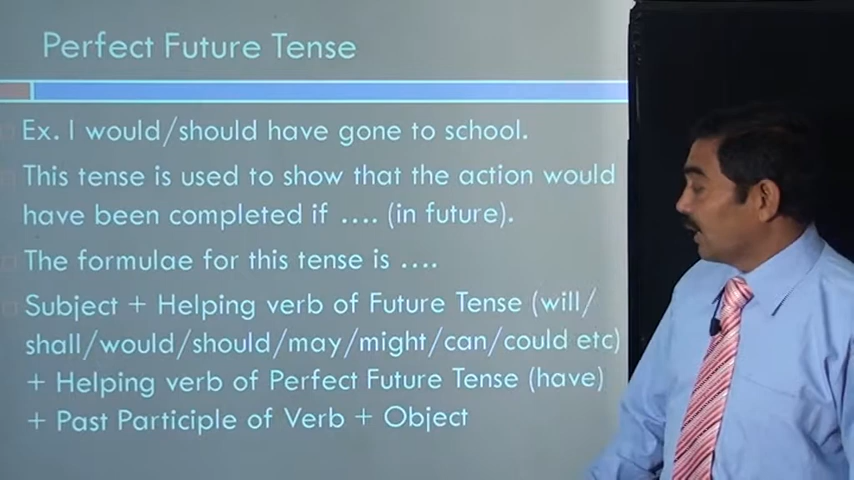 Perfect Future Tense
Ex. I would/should have gone to school.
This tense is used to show that the action would
have been completed if .... (in future).
The formulae for this tense is ....
Subject + Helping verb of Future Tense (will/
shall/would/should/may/might/can/could etc)
+ Helping verb of Perfect Future Tense (have)
+ Past Participle of Verb + Object